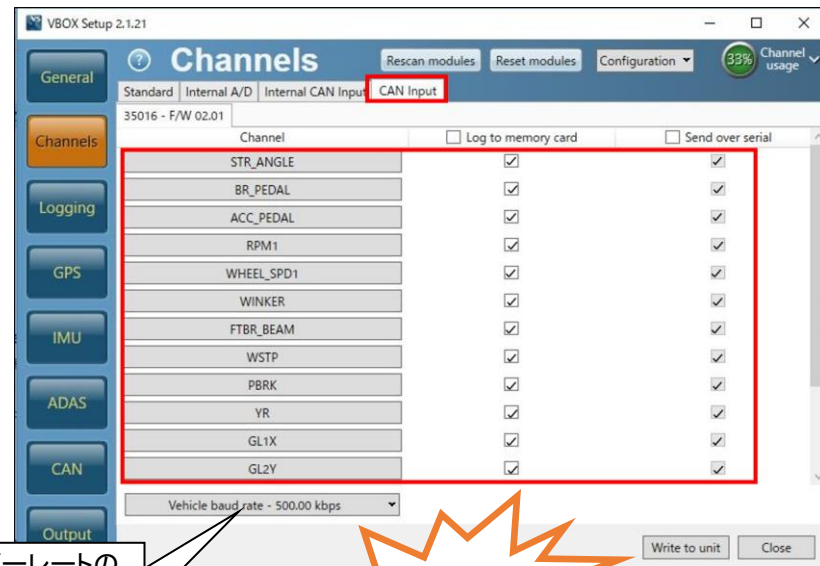 VBOX Setup 2.1.21
General
Channels
Logging
GPS
IMU
ADAS
CAN
Output
? Channels
Rescan modules Reset modules Configuration 33% Channel usage
Standard Internal A/D Internal CAN Input CAN Input
35016 - F/W 02.01
Channel Log to memory card Send over serial
STR_ANGLE
BR_PEDAL
ACC_PEDAL
RPM1
WHEEL_SPD1
WINKER
FTBR_BEAM
WSTP
PBRK
YR
GL1X
GL2Y
Vehicle baud rate - 500.00 kbps
Write to unit Close
ーレートの